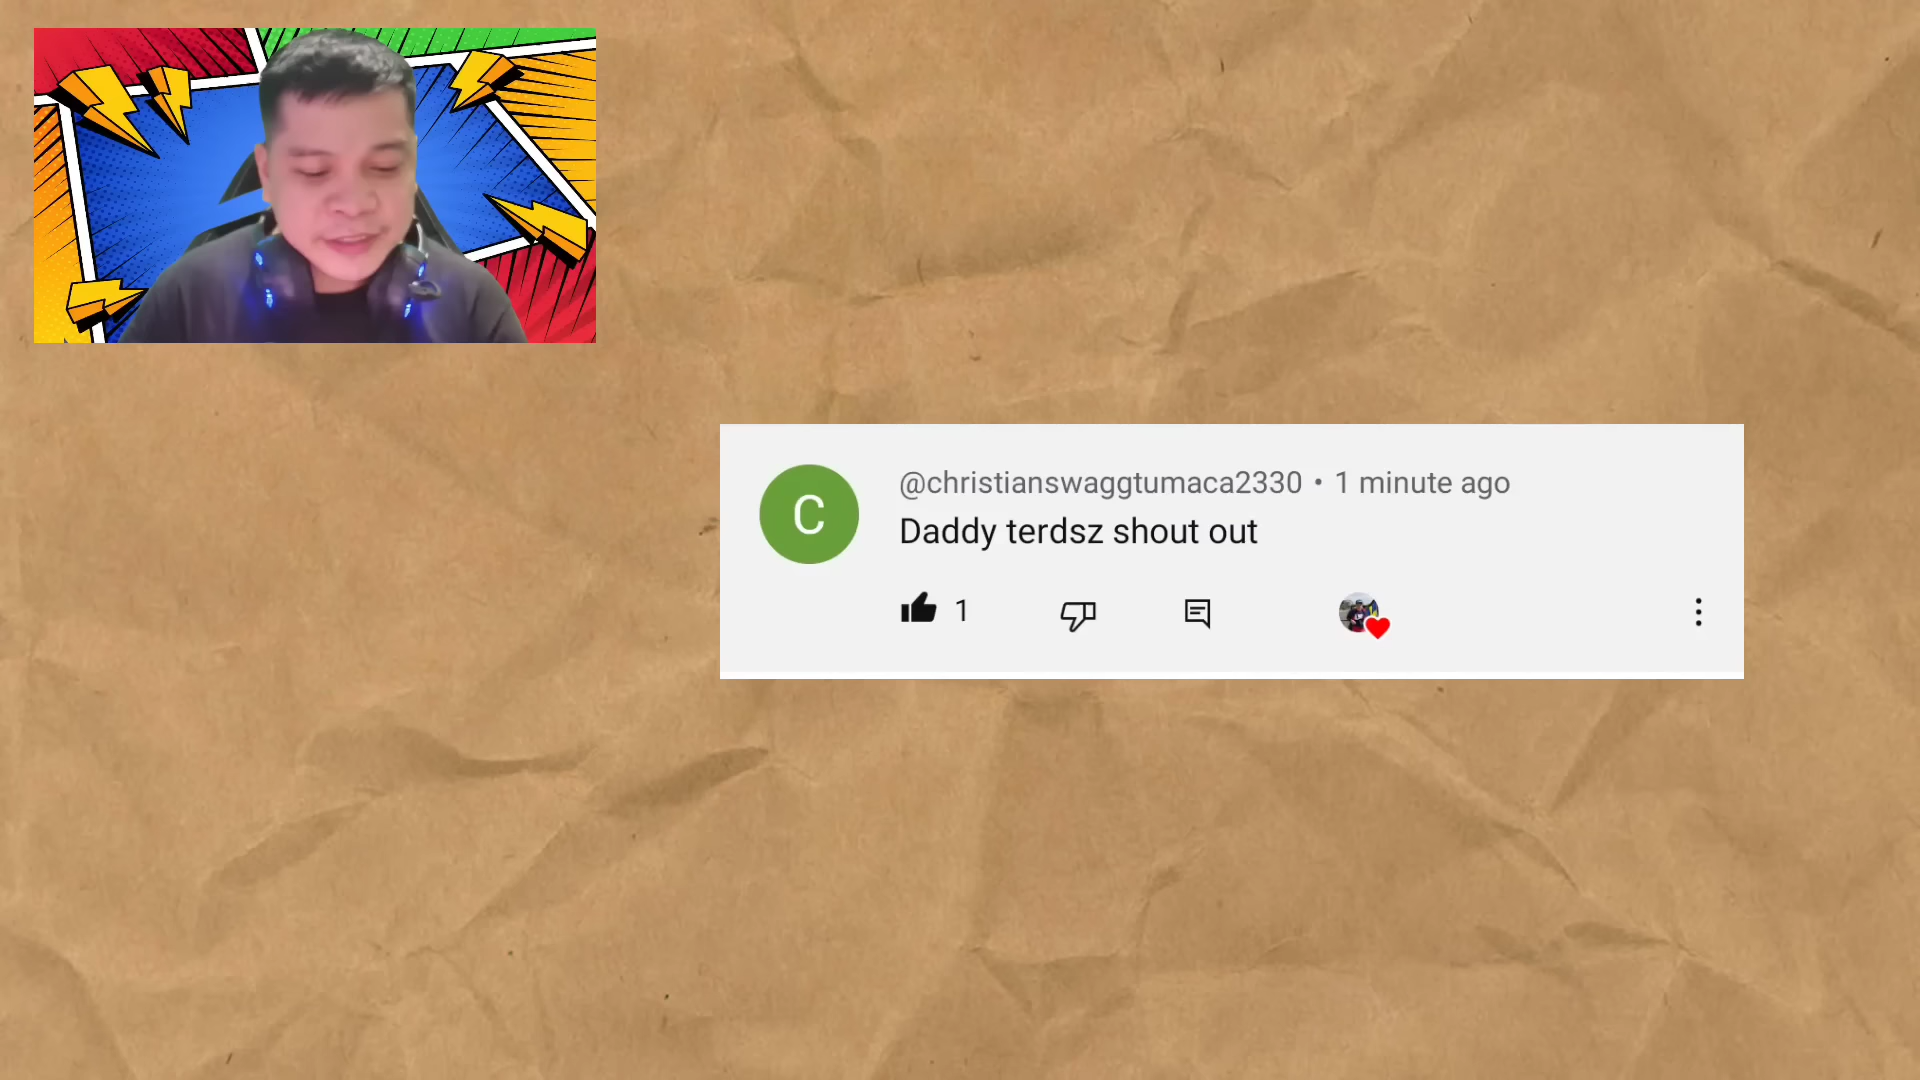 C
@christianswaggtumaca2330 • 1 minute ago
Daddy terdsz shout out
1